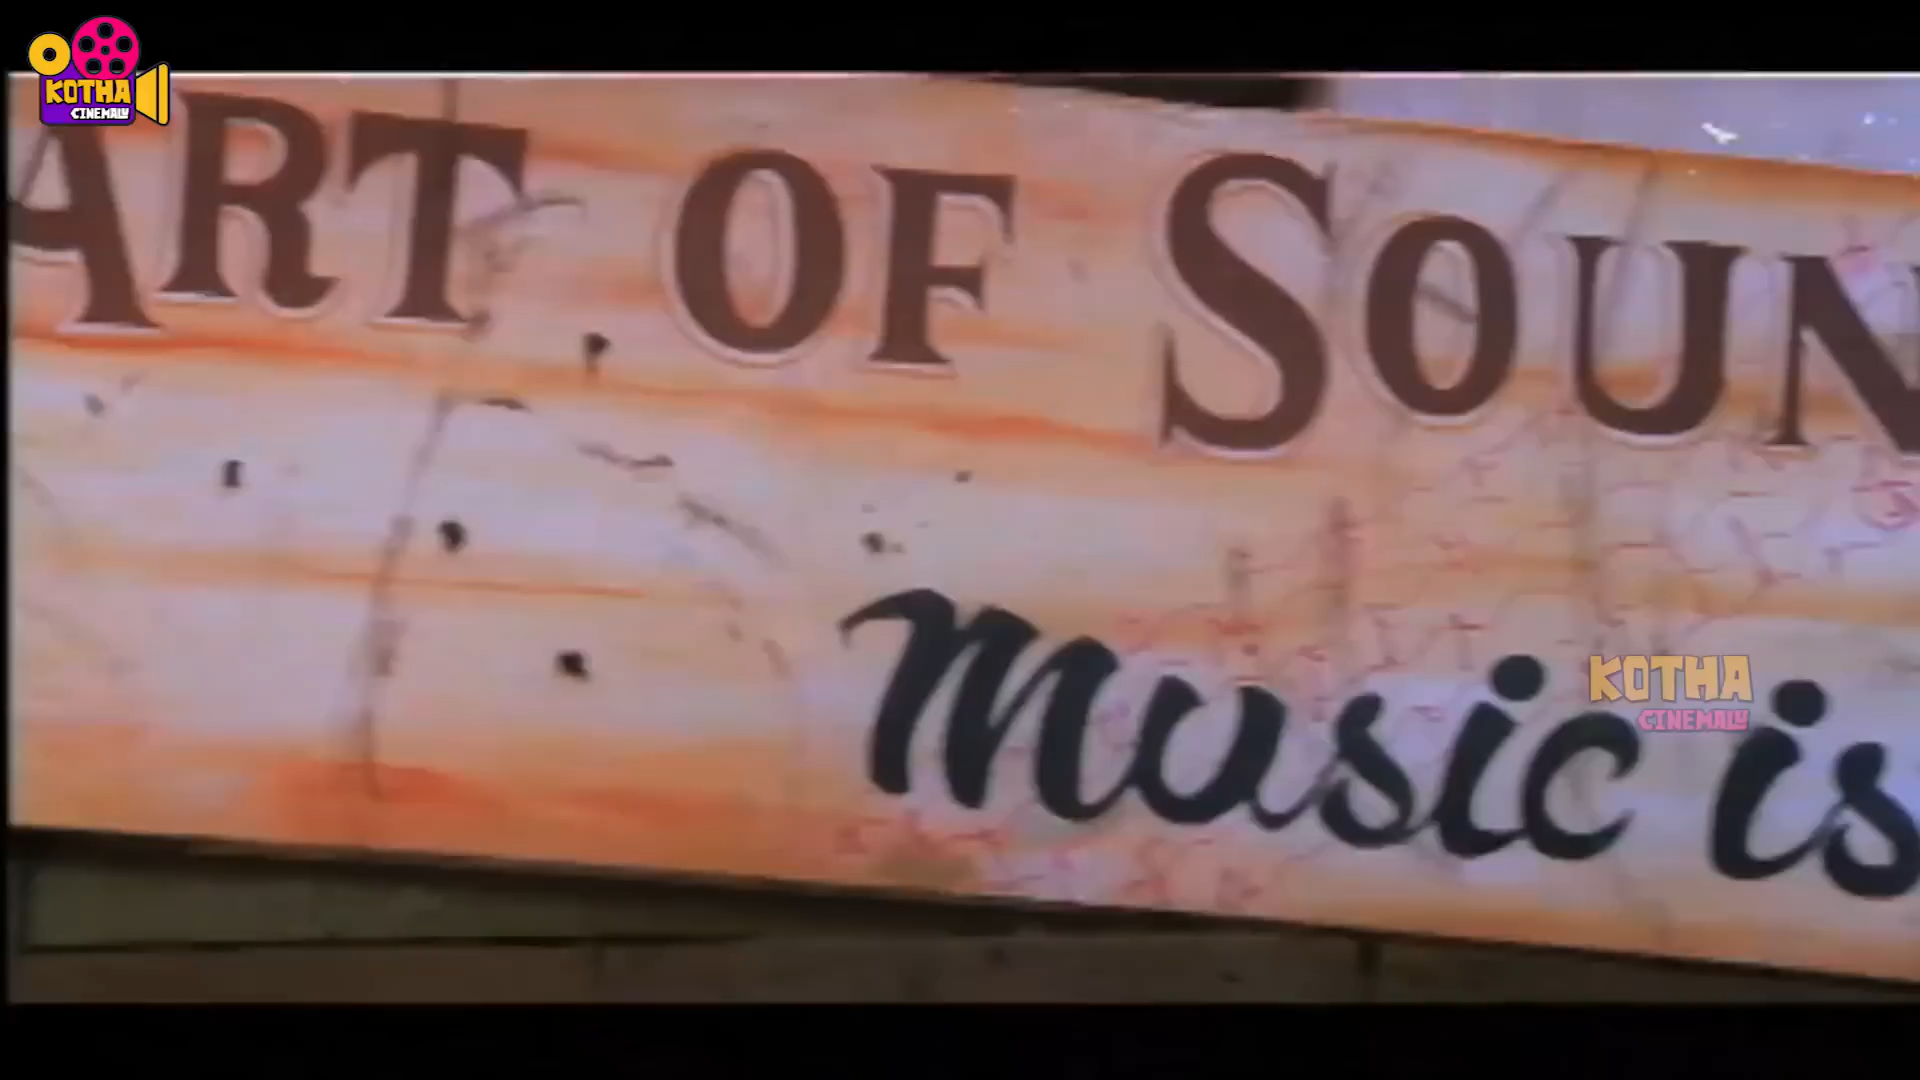 KOTHA
CINEMALU
ART OF SOUN
Music is
KOTHA
CINEMALU